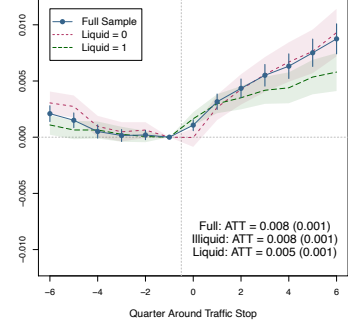 Full Sample
Liquid = 0
Liquid = 1
0.010
0.005
0.000
−0.005
−0.010
Full: ATT = 0.008 (0.001)
Illiquid: ATT = 0.008 (0.001)
Liquid: ATT = 0.005 (0.001)
−6 −4 −2 0 2 4 6
Quarter Around Traffic Stop